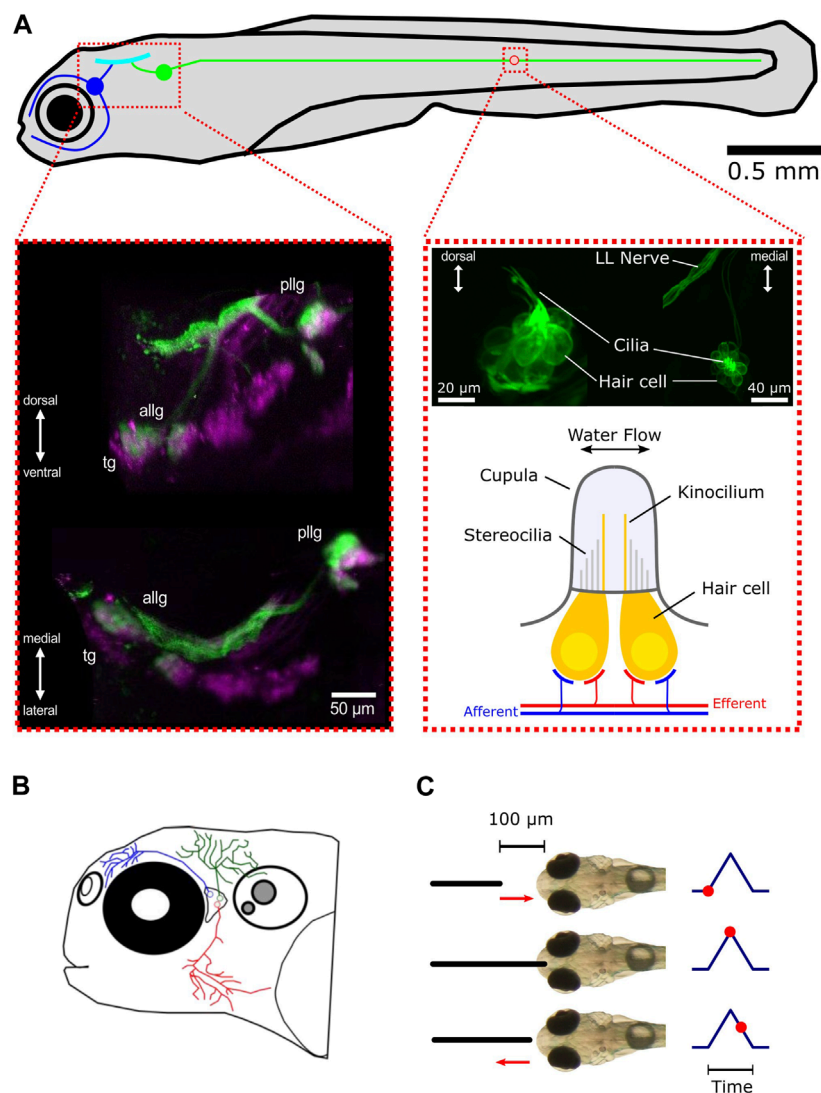 A
0.5 mm
pllg
dorsal
allg
tg
ventral
pllg
allg
medial
tg
lateral
50 µm
dorsal
LL Nerve
medial
Cilia
Hair cell
20 µm
40 µm
Water Flow
Cupula
Kinocilium
Stereocilia
Hair cell
Efferent
Afferent
B
C
100 µm
Time